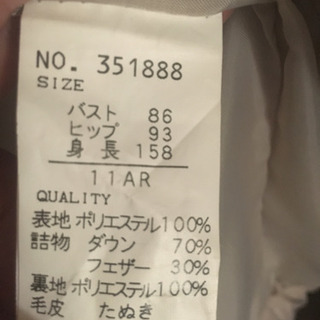 NO. 351888
SIZE
バスト 86
ヒップ 93
身長 158
11AR
QUALITY
表地 ポリエステル100%
詰物 ダウン 70%
フェザー 30%
裏地 ポリエステル100%
毛皮 たぬき